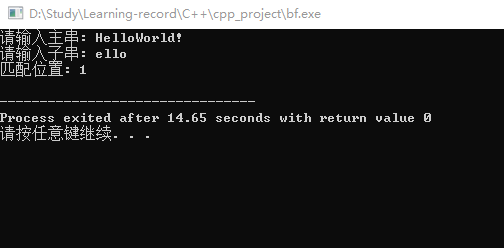 D:\Study\Learning-record\C++\cpp_project\bf.exe
请输入主串: HelloWorld!
请输入子串: ello
匹配位置: 1
--------------------------------
Process exited after 14.65 seconds with return value 0
请按任意键继续. . .